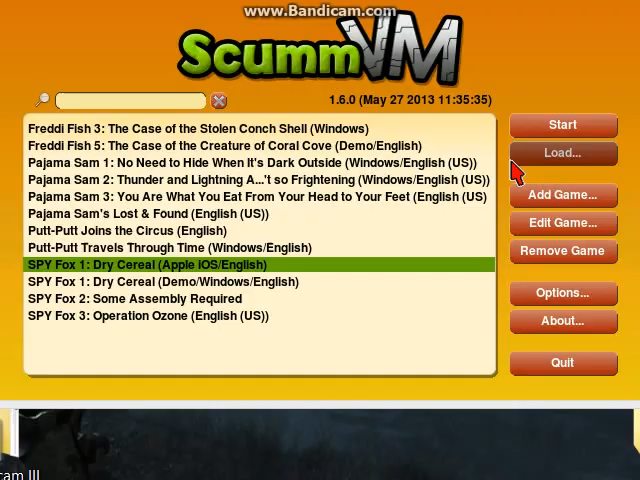 www.Bandicam.com
ScummVM
1.6.0 (May 27 2013 11:35:35)
Freddi Fish 3: The Case of the Stolen Conch Shell (Windows)
Freddi Fish 5: The Case of the Creature of Coral Cove (Demo/English)
Pajama Sam 1: No Need to Hide When It's Dark Outside (Windows/English (US))
Pajama Sam 2: Thunder and Lightning A...'t so Frightening (Windows/English (US))
Pajama Sam 3: You Are What You Eat From Your Head to Your Feet (English (US)
Pajama Sam's Lost & Found (English (US))
Putt-Putt Joins the Circus (English)
Putt-Putt Travels Through Time (Windows/English)
SPY Fox 1: Dry Cereal (Apple iOS/English)
SPY Fox 1: Dry Cereal (Demo/Windows/English)
SPY Fox 2: Some Assembly Required
SPY Fox 3: Operation Ozone (English (US))
Start
Load...
Add Game...
Edit Game...
Remove Game
Options...
About...
Quit
cam III